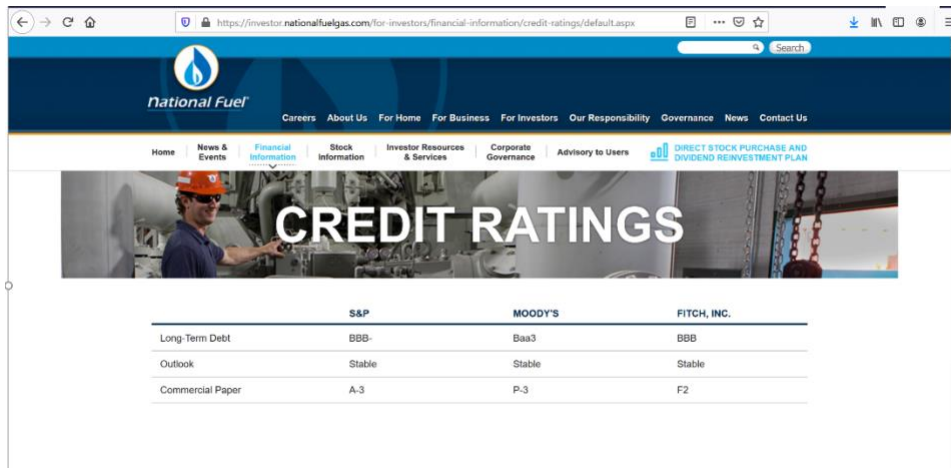 https://investor.nationalfuelgas.com/for-investors/financial-information/credit-ratings/default.aspx
Search
National Fuel
Careers About Us For Home For Business For Investors Our Responsibility Governance News Contact Us
Home News & Events Financial Information Stock Information Investor Resources & Services Corporate Governance Advisory to Users DIRECT STOCK PURCHASE AND DIVIDEND REINVESTMENT PLAN
CREDIT RATINGS
S&P MOODY'S FITCH, INC.
Long-Term Debt BBB- Baa3 BBB
Outlook Stable Stable Stable
Commercial Paper A-3 P-3 F2